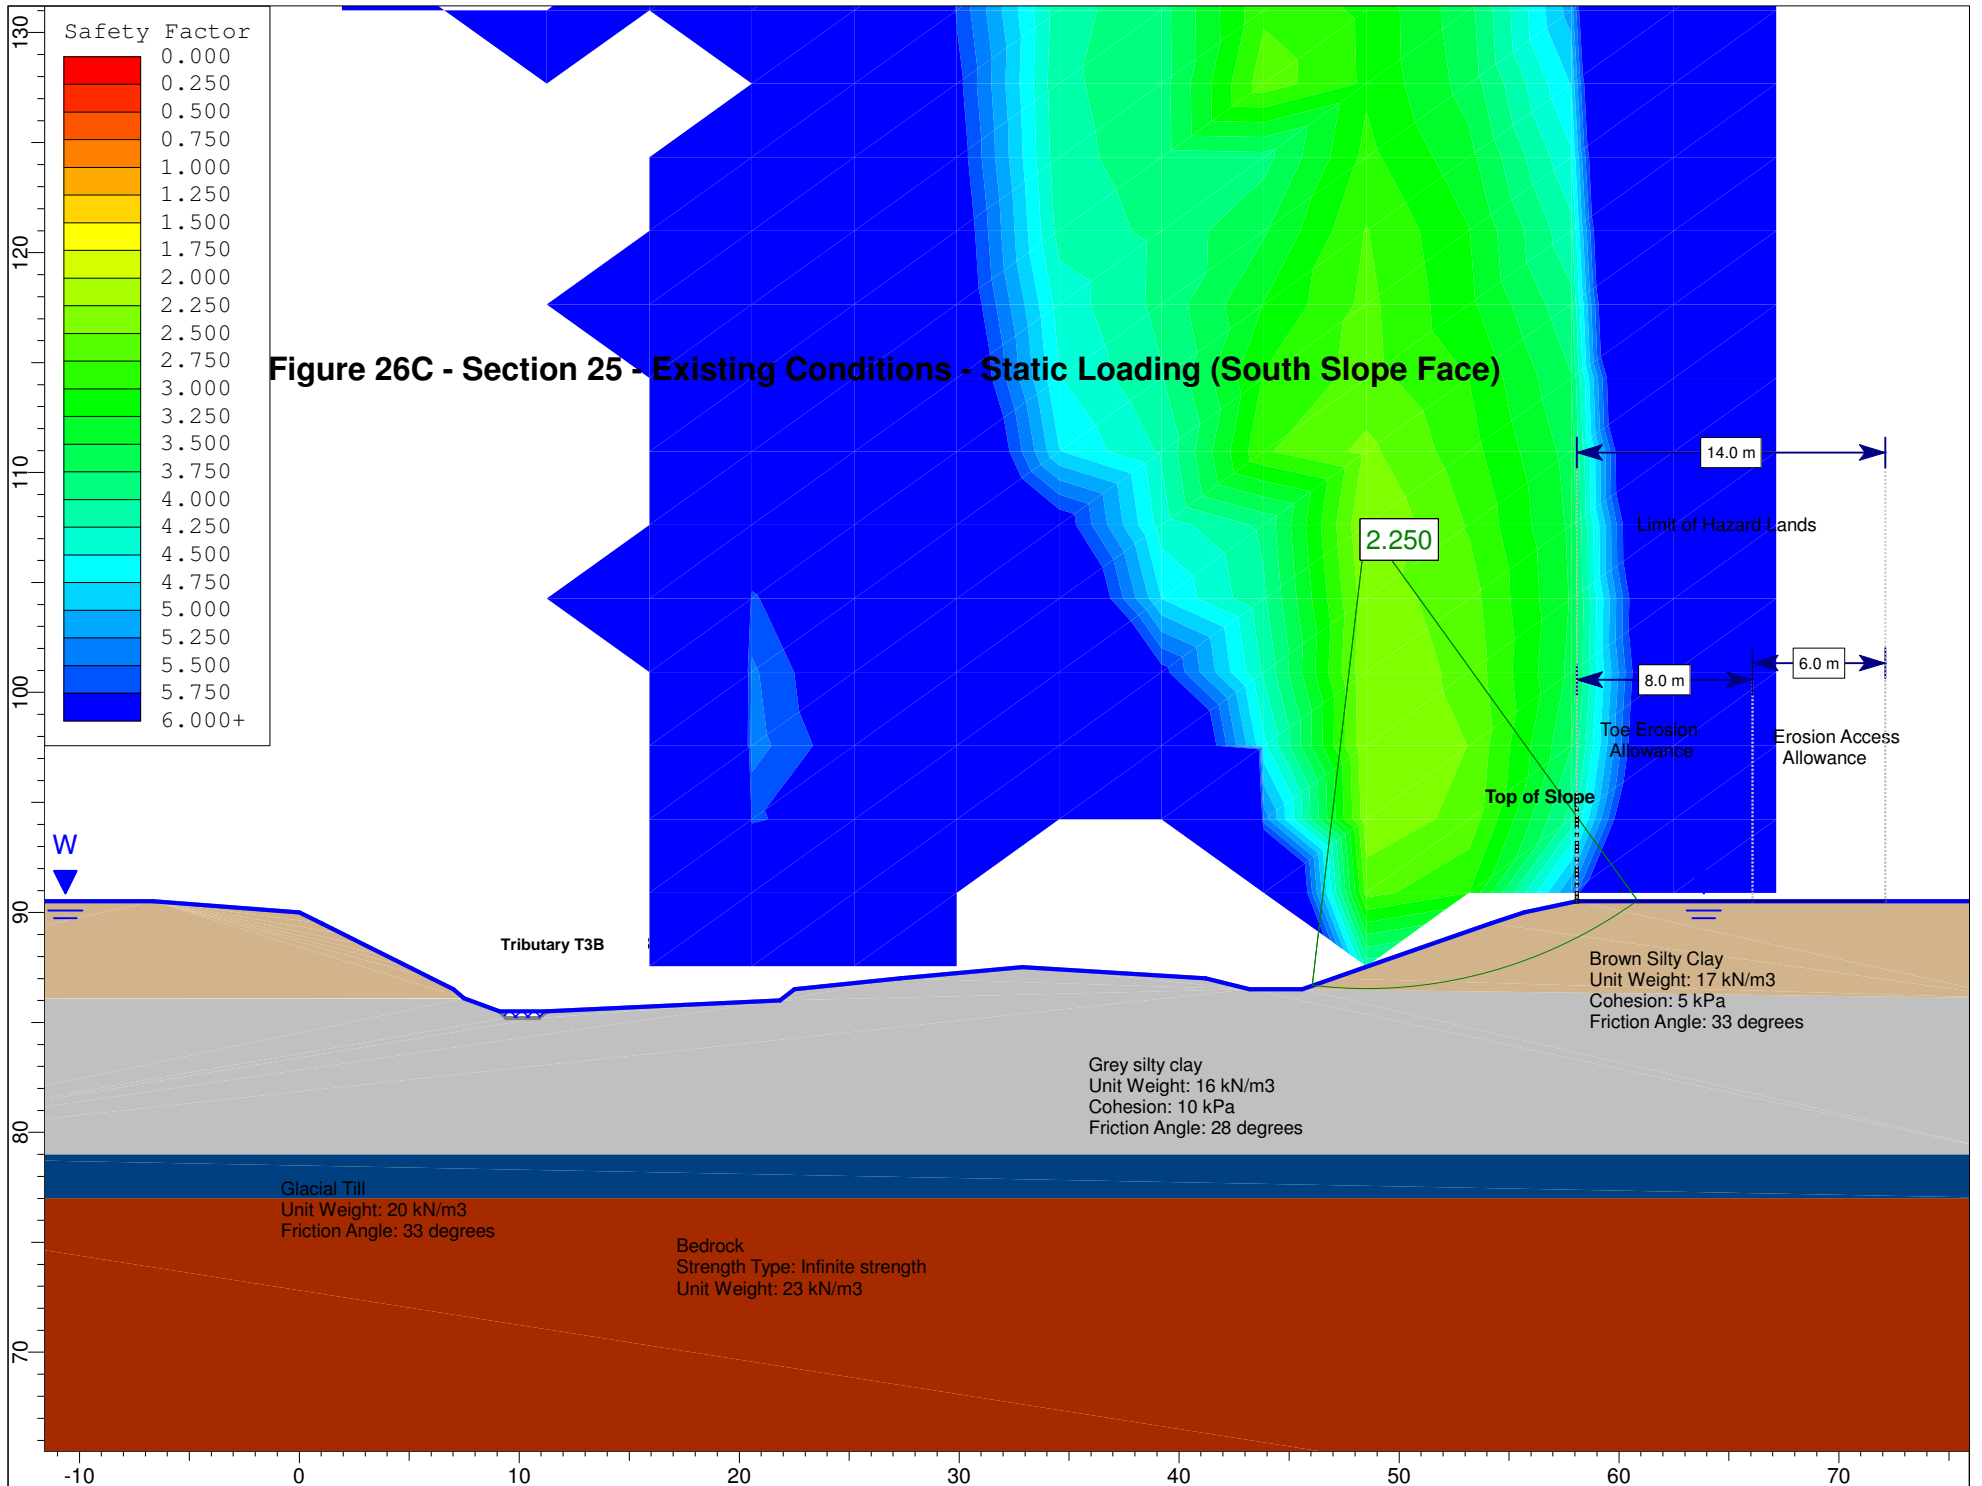 Safety Factor
0.000
0.250
0.500
0.750
1.000
1.250
1.500
1.750
2.000
2.250
2.500
2.750
3.000
3.250
3.500
3.750
4.000
4.250
4.500
4.750
5.000
5.250
5.500
5.750
6.000+
130
120
110
100
90
80
70
Figure 26C - Section 25 - Existing Conditions - Static Loading (South Slope Face)
14.0 m
Limit of Hazard Lands
2.250
6.0 m
8.0 m
Toe Erosion
Allowance
Erosion Access
Allowance
Top of Slope
W
Tributary T3B
Brown Silty Clay
Unit Weight: 17 kN/m3
Cohesion: 5 kPa
Friction Angle: 33 degrees
Grey silty clay
Unit Weight: 16 kN/m3
Cohesion: 10 kPa
Friction Angle: 28 degrees
Glacial Till
Unit Weight: 20 kN/m3
Friction Angle: 33 degrees
Bedrock
Strength Type: Infinite strength
Unit Weight: 23 kN/m3
-10 0 10 20 30 40 50 60 70